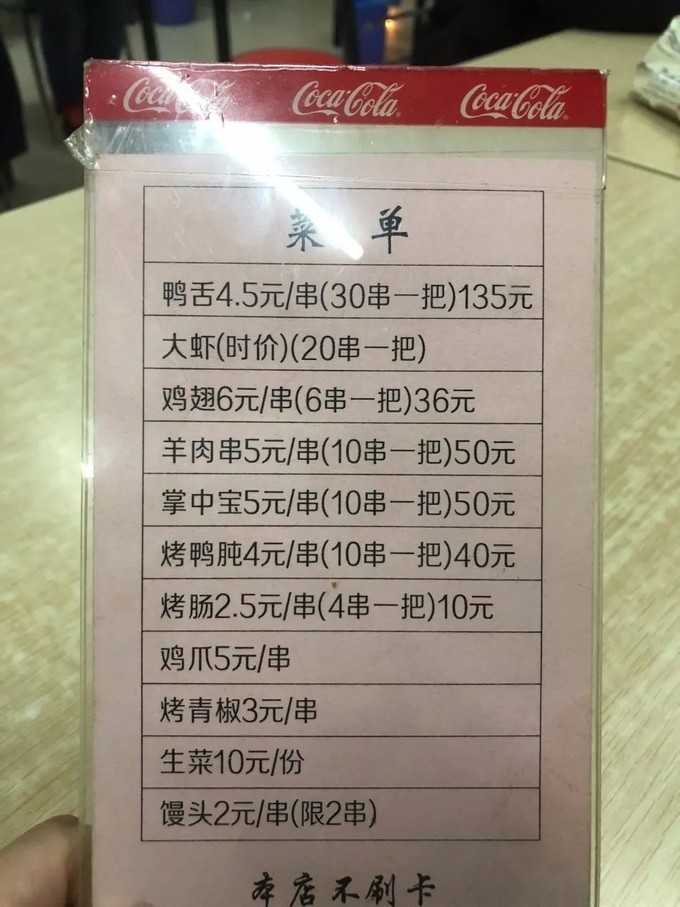 Coca-Cola Coca-Cola Coca-Cola
菜单
鸭舌4.5元/串(30串一把)135元
大虾(时价)(20串一把)
鸡翅6元/串(6串一把)36元
羊肉串5元/串(10串一把)50元
掌中宝5元/串(10串一把)50元
烤鸭肫4元/串(10串一把)40元
烤肠2.5元/串(4串一把)10元
鸡爪5元/串
烤青椒3元/串
生菜10元/份
馒头2元/串(限2串)
本店不刷卡